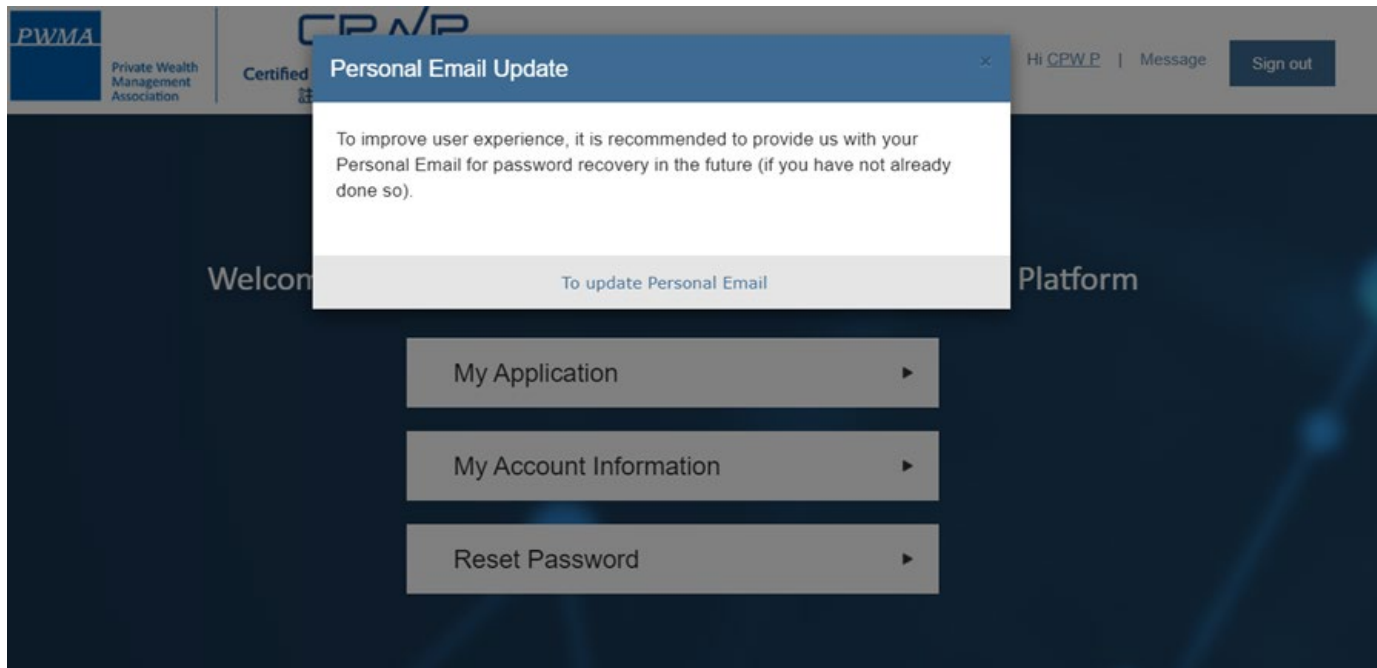 PWMA
Private Wealth
Management
Association
Certified
註
Personal Email Update
×
Hi CPW P | Message
Sign out
To improve user experience, it is recommended to provide us with your
Personal Email for password recovery in the future (if you have not already
done so).
To update Personal Email
Platform
My Application
My Account Information
Reset Password